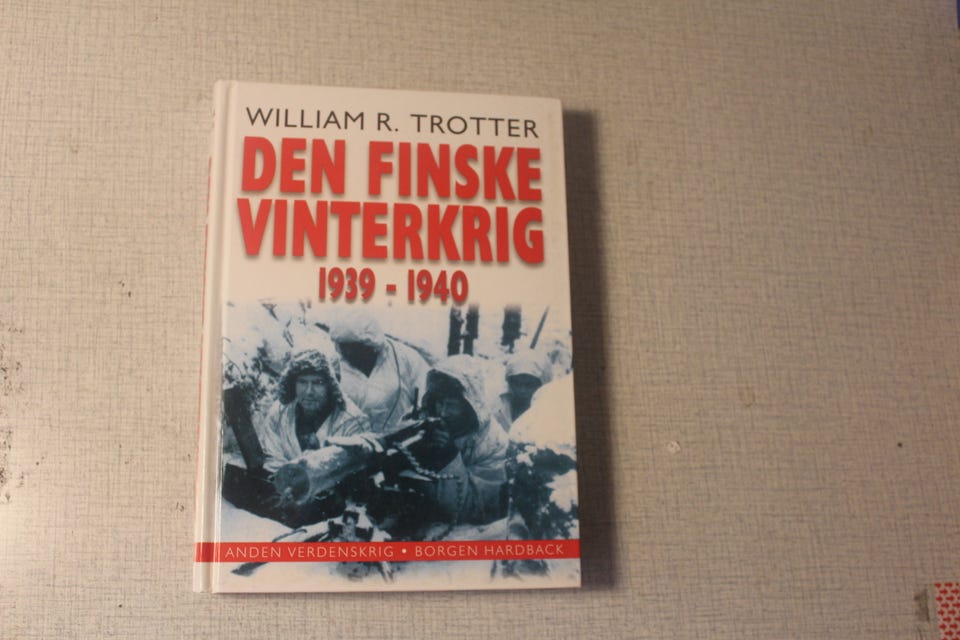 WILLIAM R. TROTTER
DEN FINSKE
VINTERKRIG
1939 - 1940
ANDEN VERDENSKRIG • BORGEN HARDBACK